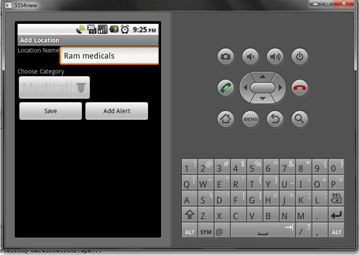 5554:new
9:25 PM
Add Location
Location Name
Ram medicals
Choose Category
Medical
Save
Add Alert
MENU
1 2 3 4 5 6 7 8 9 0
Q W E R T Y U I O P
A S D F G H J K L DEL
Z X C V B N M .
ALT SYM @ / , ALT